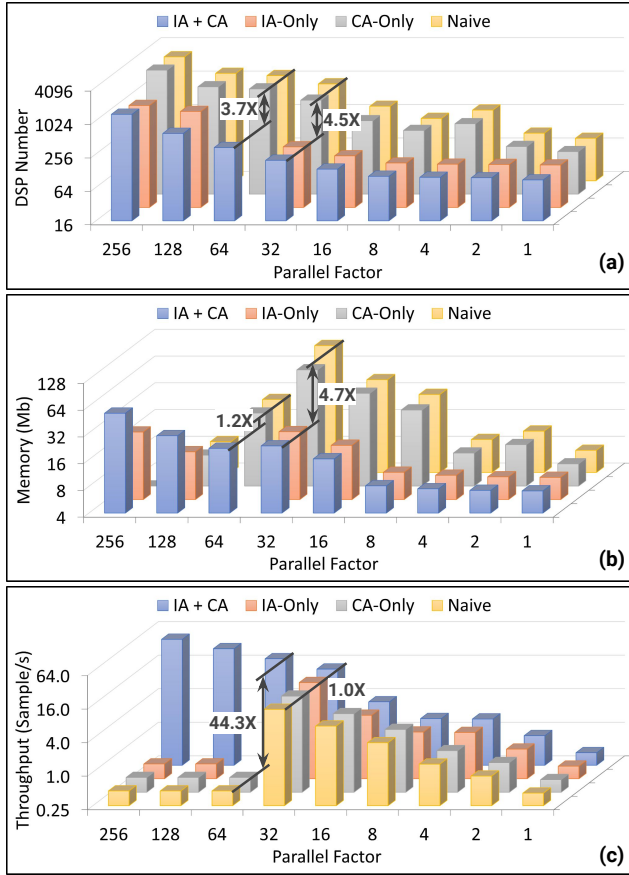 IA + CA IA-Only CA-Only Naive
4096
1024
256
64
16
DSP Number
3.7X
4.5X
256 128 64 32 16 8 4 2 1
Parallel Factor
(a)
IA + CA IA-Only CA-Only Naive
128
64
32
16
8
4
Memory (Mb)
1.2X
4.7X
256 128 64 32 16 8 4 2 1
Parallel Factor
(b)
IA + CA IA-Only CA-Only Naive
64.0
16.0
4.0
1.0
0.25
Throughput (Sample/s)
44.3X
1.0X
256 128 64 32 16 8 4 2 1
Parallel Factor
(c)